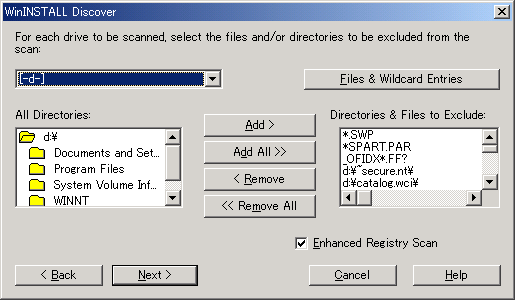 WinINSTALL Discover
For each drive to be scanned, select the files and/or directories to be excluded from the
scan:
[-d-]
Files & Wildcard Entries
All Directories:
d:¥
Documents and Set...
Program Files
System Volume Inf...
WINNT
Add >
Add All >>
< Remove
<< Remove All
Directories & Files to Exclude:
*.SWP
*SPART.PAR
_OFIDX*.FF?
d:¥~secure.nt¥
d:¥catalog.wci¥
Enhanced Registry Scan
< Back
Next >
Cancel
Help